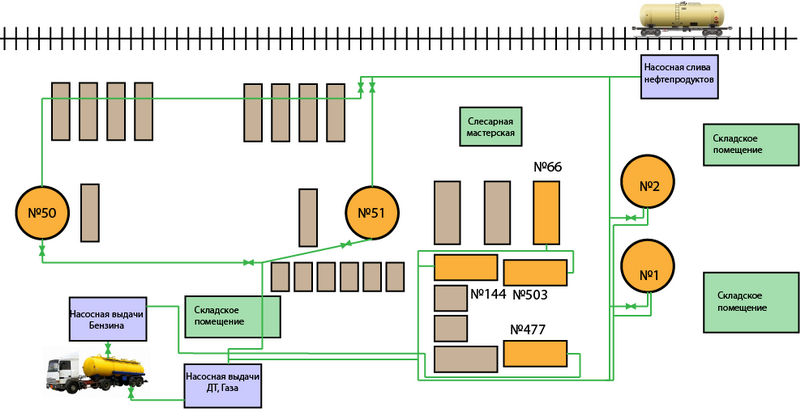 Насосная слива
нефтепродуктов
Слесарная
мастерская
Складское
помещение
№66
№2
№50
№51
№1
№144 №503
Складское
помещение
Насосная выдачи
Бензина
Складское
помещение
№477
Насосная выдачи
ДТ, Газа